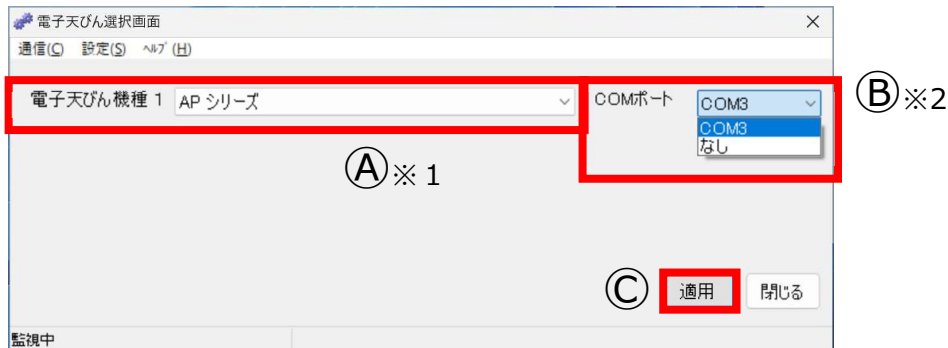 電子天びん選択画面
通信(C) 設定(S) ﾍﾙﾌﾟ(H)
電子天びん機種 1 AP シリーズ COMポート COM3 Ⓑ※2
COM3
なし
Ⓐ※1
Ⓒ 適用 閉じる
監視中